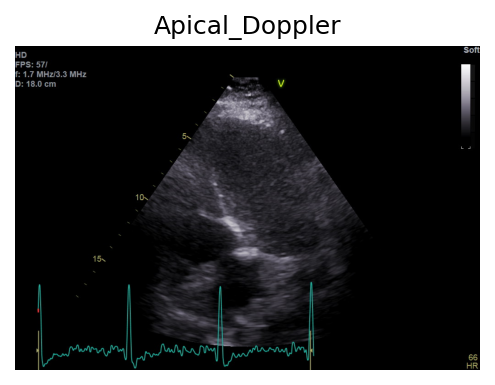 Apical_Doppler
Soft
HD
FPS: 57/
f: 1.7 MHz/3.3 MHz
D: 18.0 cm
V
5
10
15
66
HR